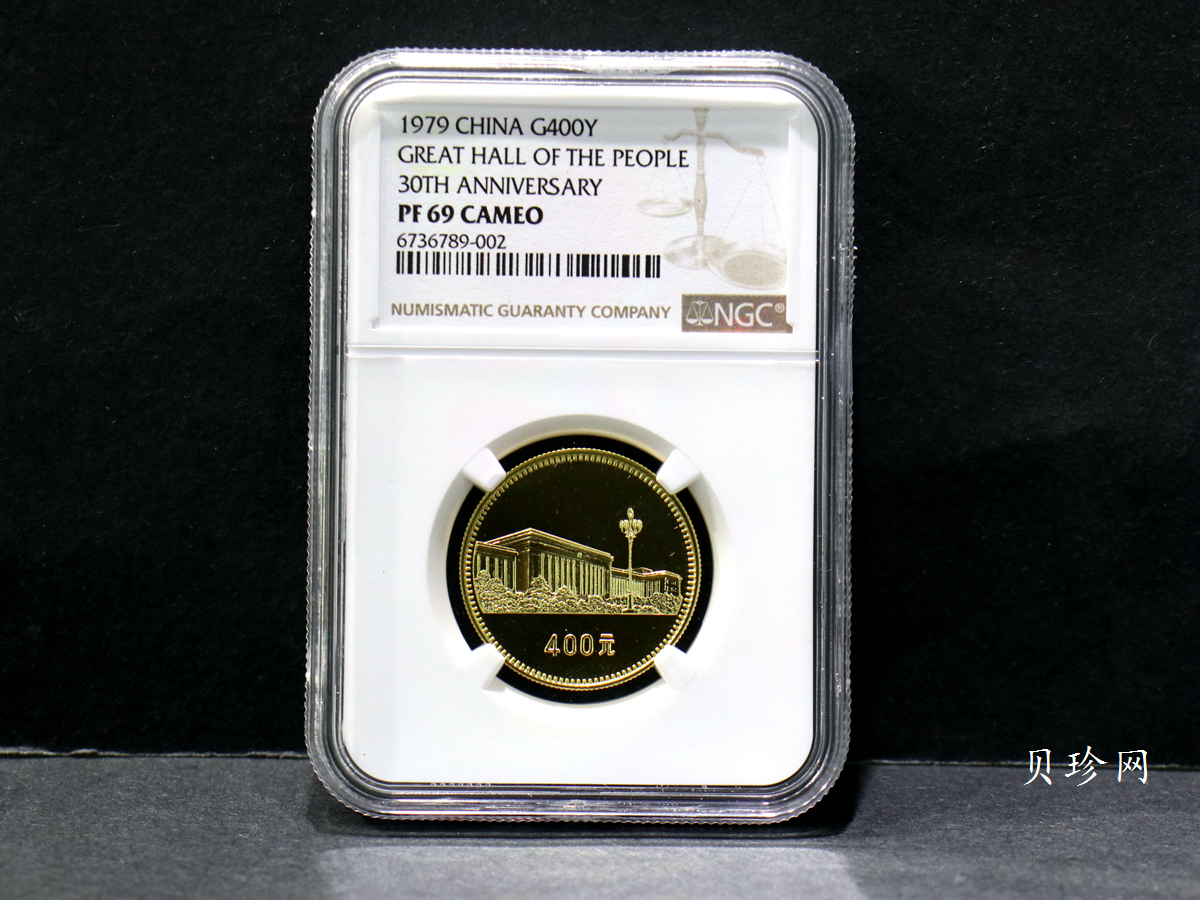 1979 CHINA G400Y
GREAT HALL OF THE PEOPLE
30TH ANNIVERSARY
PF 69 CAMEO
6736789-002
NUMISMATIC GUARANTY COMPANY
NGC®
400元
贝珍网